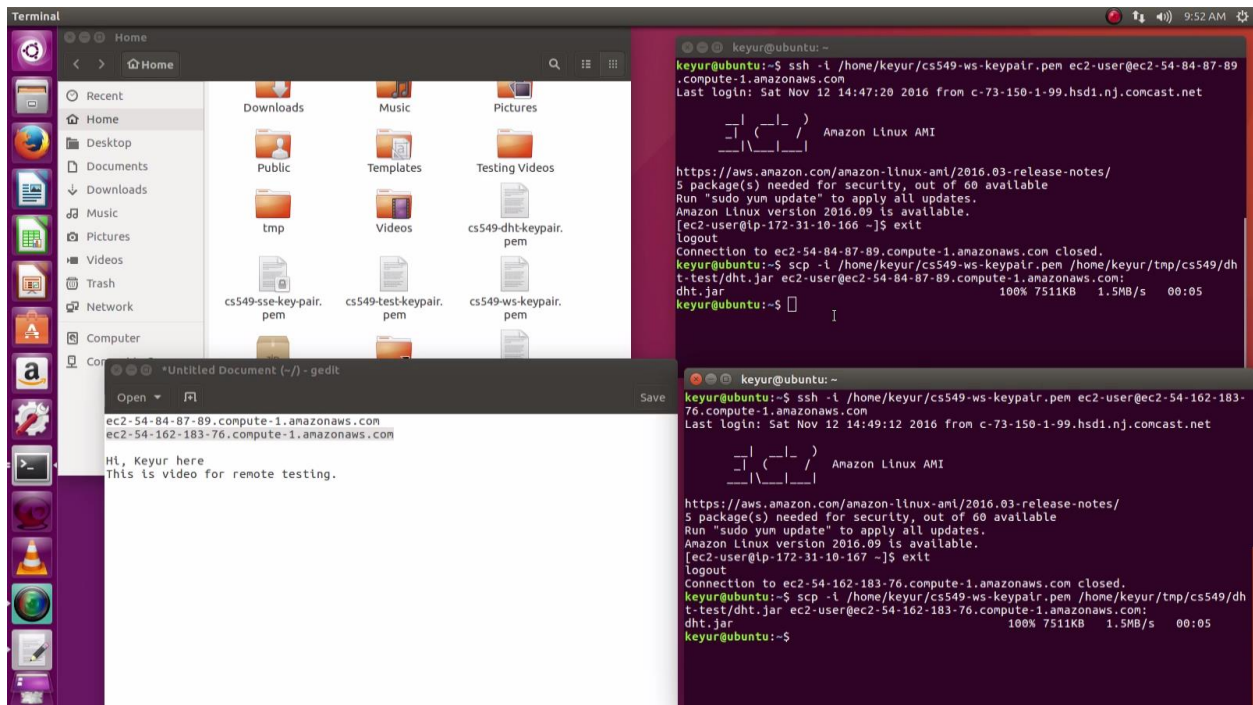 Terminal
9:52 AM
Home
Home
Recent
Home
Desktop
Documents
Downloads
Music
Pictures
Videos
Trash
Network
Computer
Downloads
Music
Pictures
Public
Templates
Testing Videos
tmp
Videos
cs549-dht-keypair.
pem
cs549-sse-key-pair.
pem
cs549-test-keypair.
pem
cs549-ws-keypair.
pem
*Untitled Document (~/) - gedit
Open
Save
ec2-54-84-87-89.compute-1.amazonaws.com
ec2-54-162-183-76.compute-1.amazonaws.com
Hi, Keyur here
This is video for remote testing.
keyur@ubuntu: ~
keyur@ubuntu:~$ ssh -i /home/keyur/cs549-ws-keypair.pem ec2-user@ec2-54-84-87-89
.compute-1.amazonaws.com
Last login: Sat Nov 12 14:47:20 2016 from c-73-150-1-99.hsd1.nj.comcast.net
__| __|_ )
_| ( / Amazon Linux AMI
___|\___|___|
https://aws.amazon.com/amazon-linux-ami/2016.03-release-notes/
5 package(s) needed for security, out of 60 available
Run "sudo yum update" to apply all updates.
Amazon Linux version 2016.09 is available.
[ec2-user@ip-172-31-10-166 ~]$ exit
logout
Connection to ec2-54-84-87-89.compute-1.amazonaws.com closed.
keyur@ubuntu:~$ scp -i /home/keyur/cs549-ws-keypair.pem /home/keyur/tmp/cs549/dh
t-test/dht.jar ec2-user@ec2-54-84-87-89.compute-1.amazonaws.com:
dht.jar 100% 7511KB 1.5MB/s 00:05
keyur@ubuntu:~$
keyur@ubuntu: ~
keyur@ubuntu:~$ ssh -i /home/keyur/cs549-ws-keypair.pem ec2-user@ec2-54-162-183-
76.compute-1.amazonaws.com
Last login: Sat Nov 12 14:49:12 2016 from c-73-150-1-99.hsd1.nj.comcast.net
__| __|_ )
_| ( / Amazon Linux AMI
___|\___|___|
https://aws.amazon.com/amazon-linux-ami/2016.03-release-notes/
5 package(s) needed for security, out of 60 available
Run "sudo yum update" to apply all updates.
Amazon Linux version 2016.09 is available.
[ec2-user@ip-172-31-10-167 ~]$ exit
logout
Connection to ec2-54-162-183-76.compute-1.amazonaws.com closed.
keyur@ubuntu:~$ scp -i /home/keyur/cs549-ws-keypair.pem /home/keyur/tmp/cs549/dh
t-test/dht.jar ec2-user@ec2-54-162-183-76.compute-1.amazonaws.com:
dht.jar 100% 7511KB 1.5MB/s 00:05
keyur@ubuntu:~$